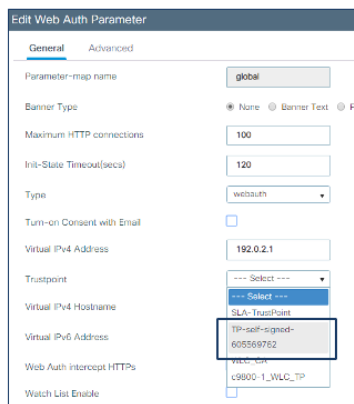 Edit Web Auth Parameter
General Advanced
Parameter-map name global
Banner Type None Banner Text
Maximum HTTP connections 100
Init-State Timeout(secs) 120
Type webauth
Turn-on Consent with Email
Virtual IPv4 Address 192.0.2.1
Trustpoint --- Select ---
--- Select ---
Virtual IPv4 Hostname SLA-TrustPoint
TP-self-signed-
Virtual IPv6 Address 605569762
Web Auth intercept HTTPs WLC_CA
c9800-1_WLC_TP
Watch List Enable